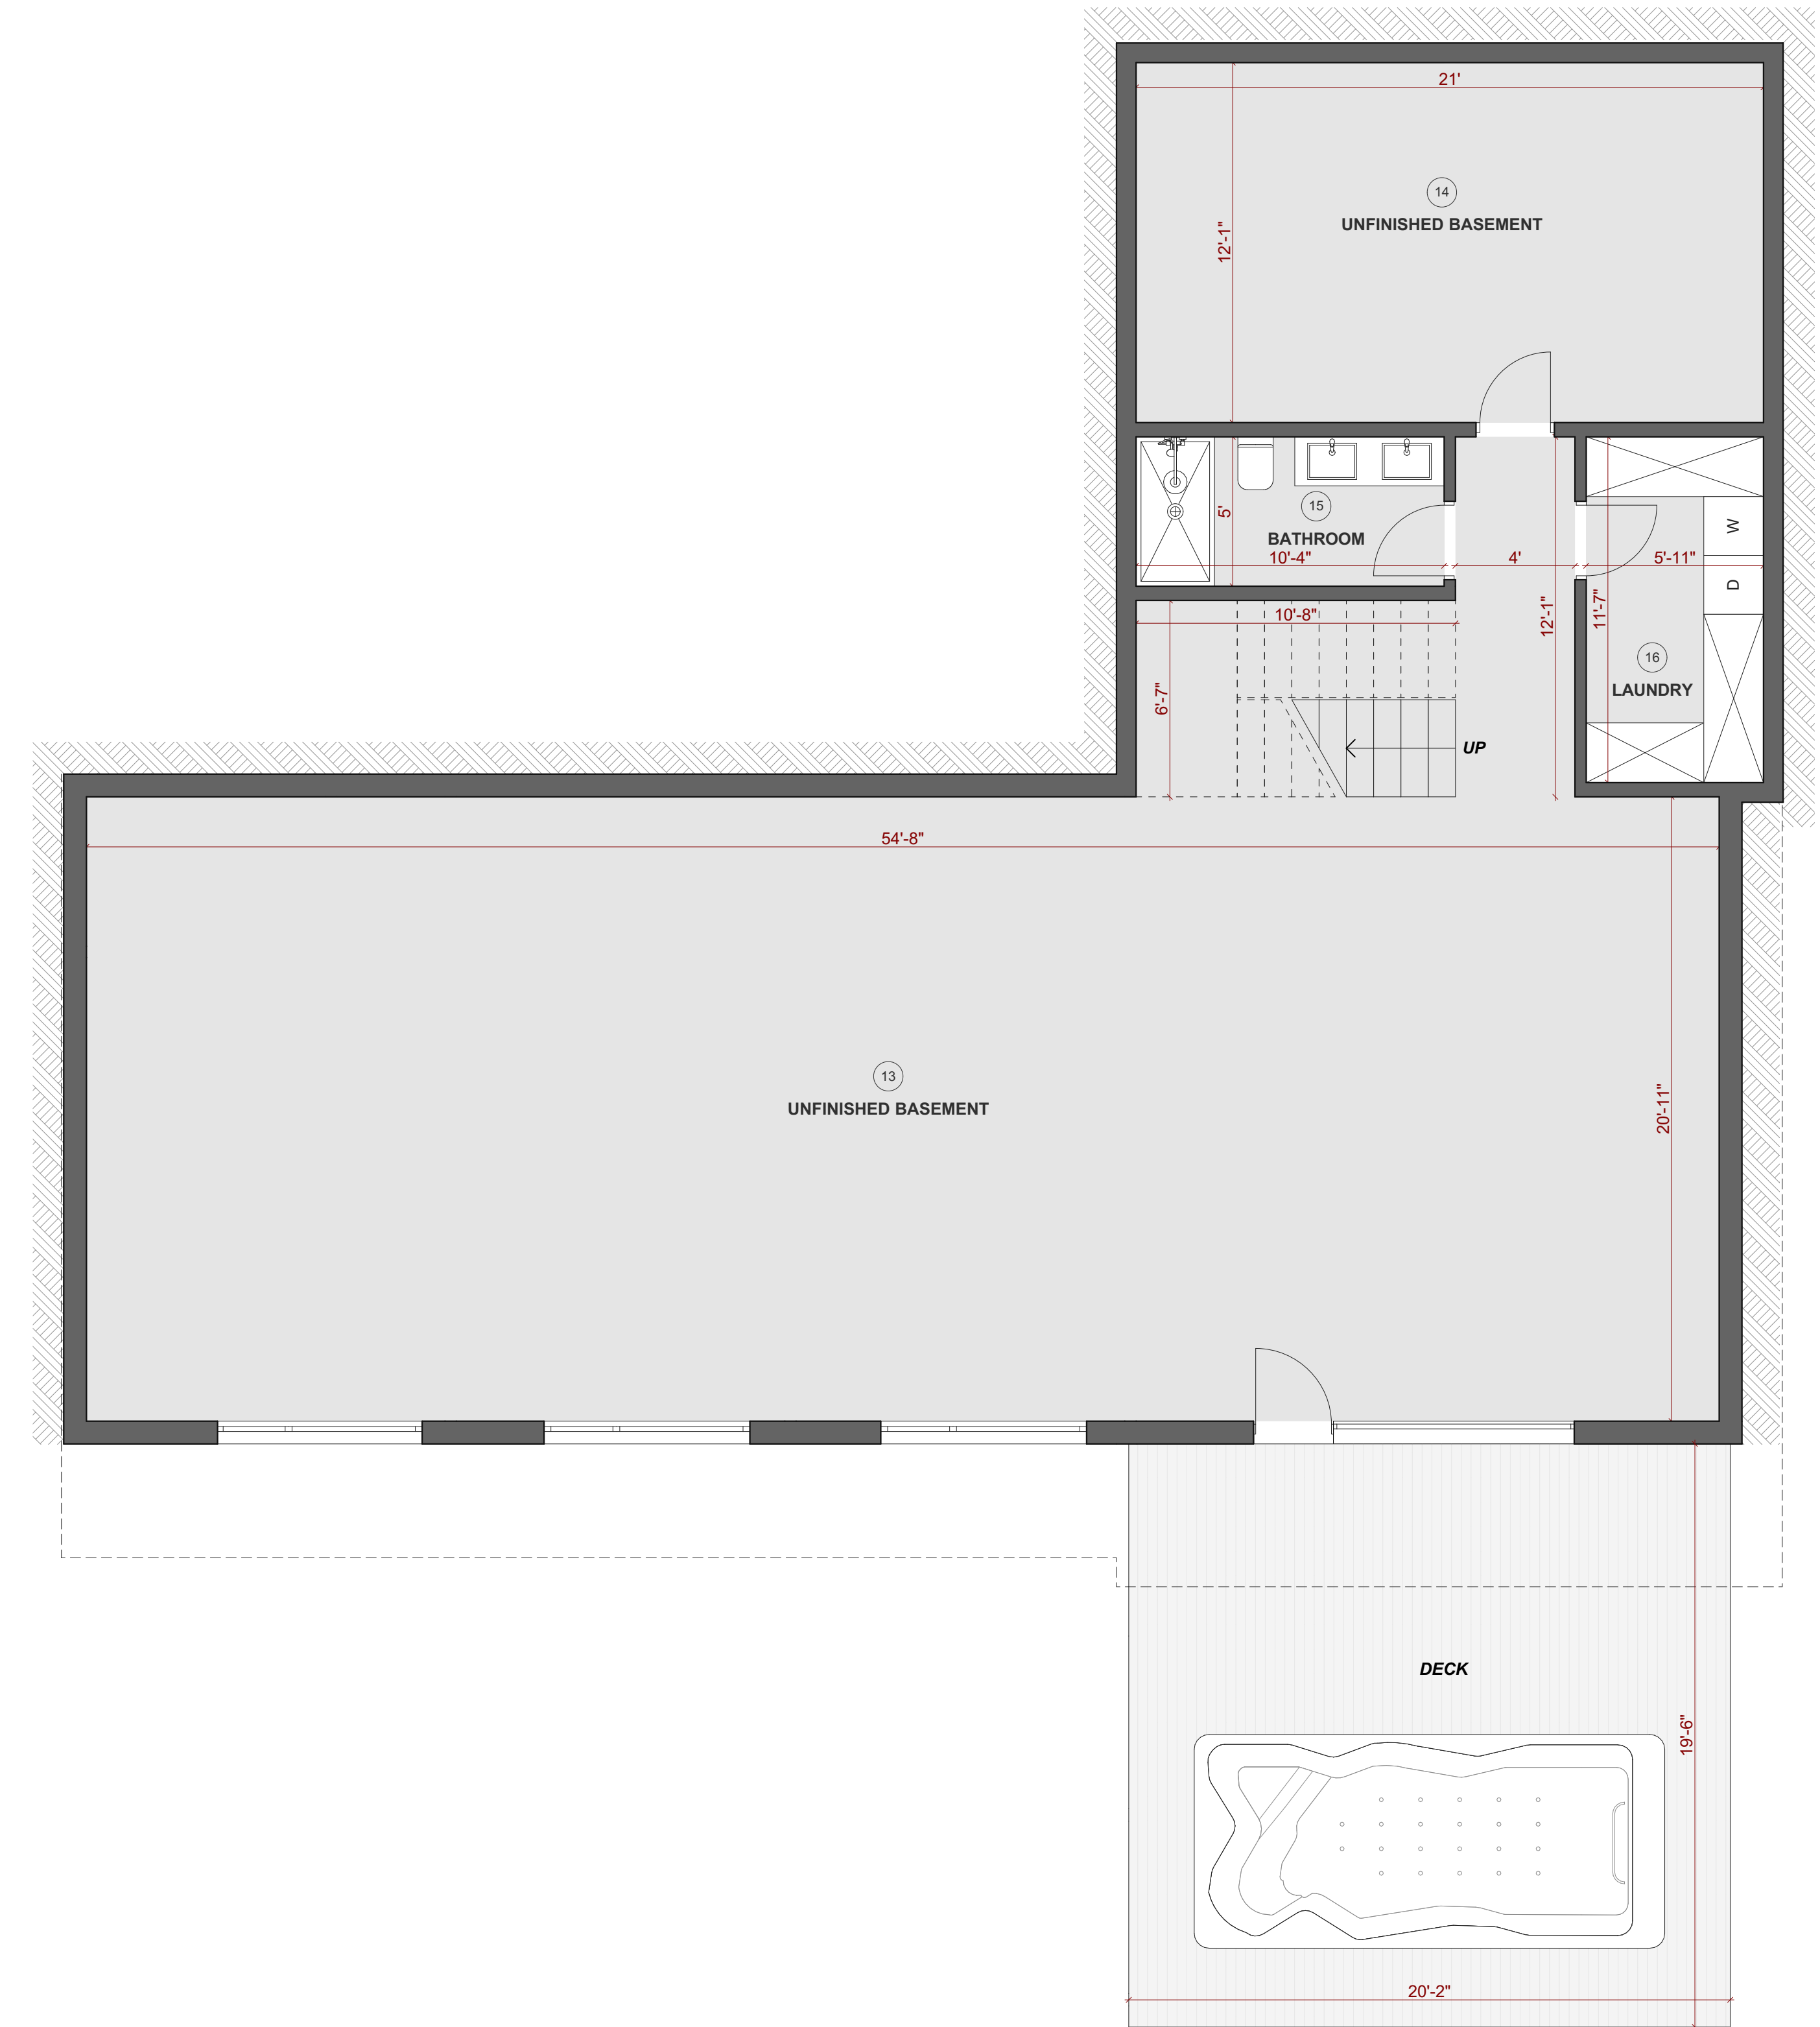 21'
14
UNFINISHED BASEMENT
12'-1"
15
BATHROOM
5'
10'-4"
4'
5'-11"
W
D
10'-8"
12'-1"
11'-7"
16
LAUNDRY
6'-7"
UP
54'-8"
13
UNFINISHED BASEMENT
20'-11"
DECK
19'-6"
20'-2"